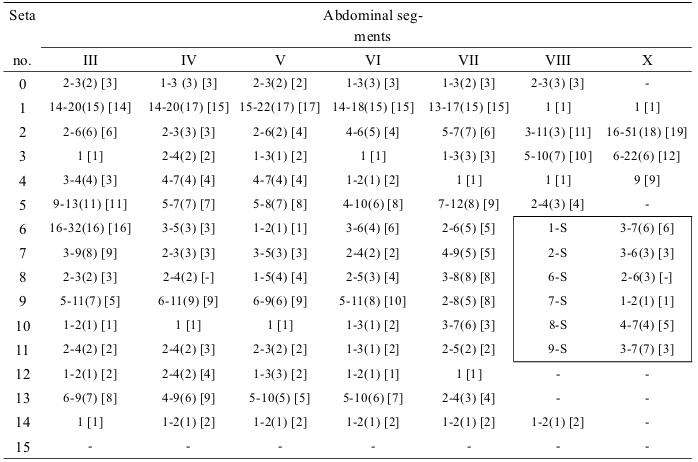 Seta Abdominal seg-
ments
no. III IV V VI VII VIII X
0 2-3(2) [3] 1-3 (3) [3] 2-3(2) [2] 1-3(3) [3] 1-3(2) [3] 2-3(3) [3] -
1 14-20(15) [14] 14-20(17) [15] 15-22(17) [17] 14-18(15) [15] 13-17(15) [15] 1 [1] 1 [1]
2 2-6(6) [6] 2-3(3) [3] 2-6(2) [4] 4-6(5) [4] 5-7(7) [6] 3-11(3) [11] 16-51(18) [19]
3 1 [1] 2-4(2) [2] 1-3(1) [2] 1 [1] 1-3(3) [3] 5-10(7) [10] 6-22(6) [12]
4 3-4(4) [3] 4-7(4) [4] 4-7(4) [4] 1-2(1) [2] 1 [1] 1 [1] 9 [9]
5 9-13(11) [11] 5-7(7) [7] 5-8(7) [8] 4-10(6) [8] 7-12(8) [9] 2-4(3) [4] -
6 16-32(16) [16] 3-5(3) [3] 1-2(1) [1] 3-6(4) [6] 2-6(5) [5] 1-S 3-7(6) [6]
7 3-9(8) [9] 2-3(3) [3] 3-5(3) [3] 2-4(2) [2] 4-9(5) [5] 2-S 3-6(3) [3]
8 2-3(2) [3] 2-4(2) [-] 1-5(4) [4] 2-5(3) [4] 3-8(8) [8] 6-S 2-6(3) [-]
9 5-11(7) [5] 6-11(9) [9] 6-9(6) [9] 5-11(8) [10] 2-8(5) [8] 7-S 1-2(1) [1]
10 1-2(1) [1] 1 [1] 1 [1] 1-3(1) [2] 3-7(6) [3] 8-S 4-7(4) [5]
11 2-4(2) [2] 2-4(2) [3] 2-3(2) [2] 1-3(1) [2] 2-5(2) [2] 9-S 3-7(7) [3]
12 1-2(1) [2] 2-4(2) [4] 1-3(3) [2] 1-2(1) [1] 1 [1] - -
13 6-9(7) [8] 4-9(6) [9] 5-10(5) [5] 5-10(6) [7] 2-4(3) [4] - -
14 1 [1] 1-2(1) [2] 1-2(1) [2] 1-2(1) [2] 1-2(1) [2] 1-2(1) [2] -
15 - - - - - - -